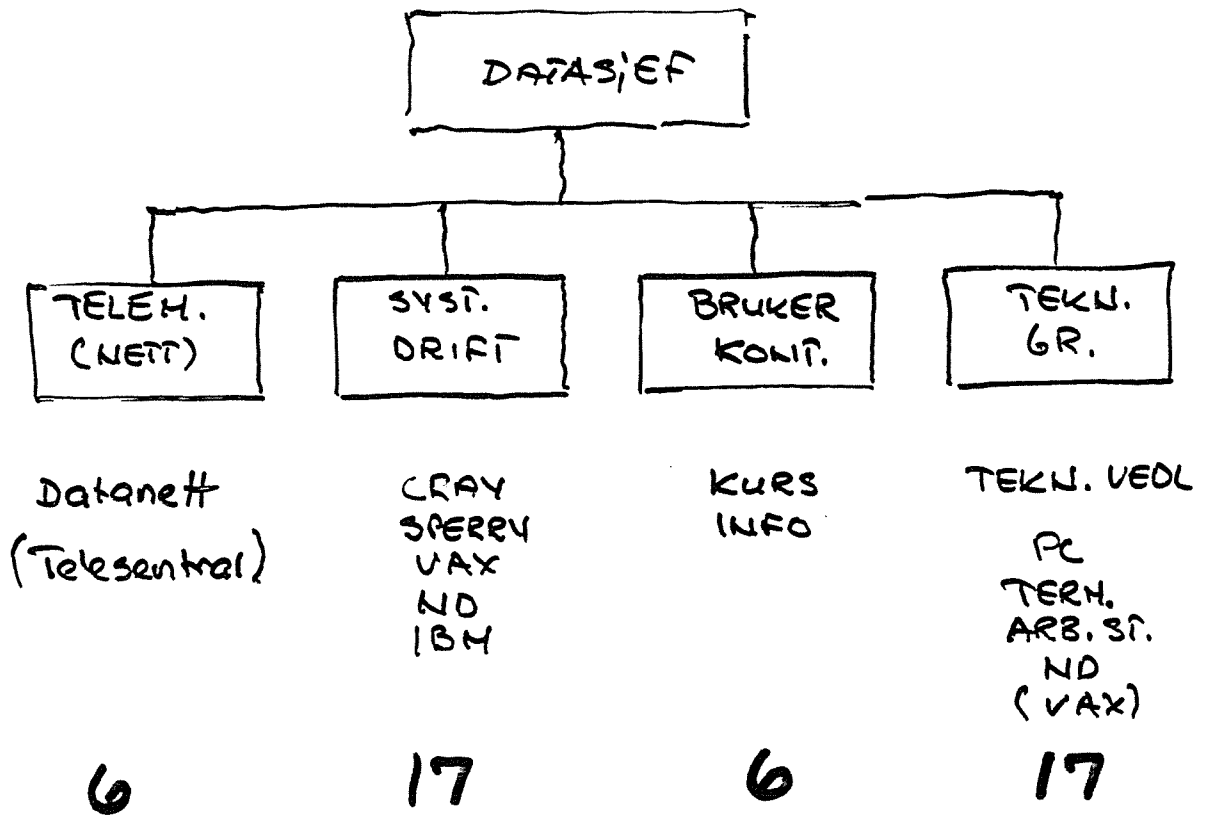 DATASJEF
TELEM.
(NETT)
SYST.
DRIFT
BRUKER
KONT.
TEKN.
GR.
Datanett
(Telesentral)
CRAY
SPERRY
VAX
ND
IBM
KURS
INFO
TEKN. VEDL
PC
TERM.
ARB. ST.
ND
(VAX)
6
17
6
17